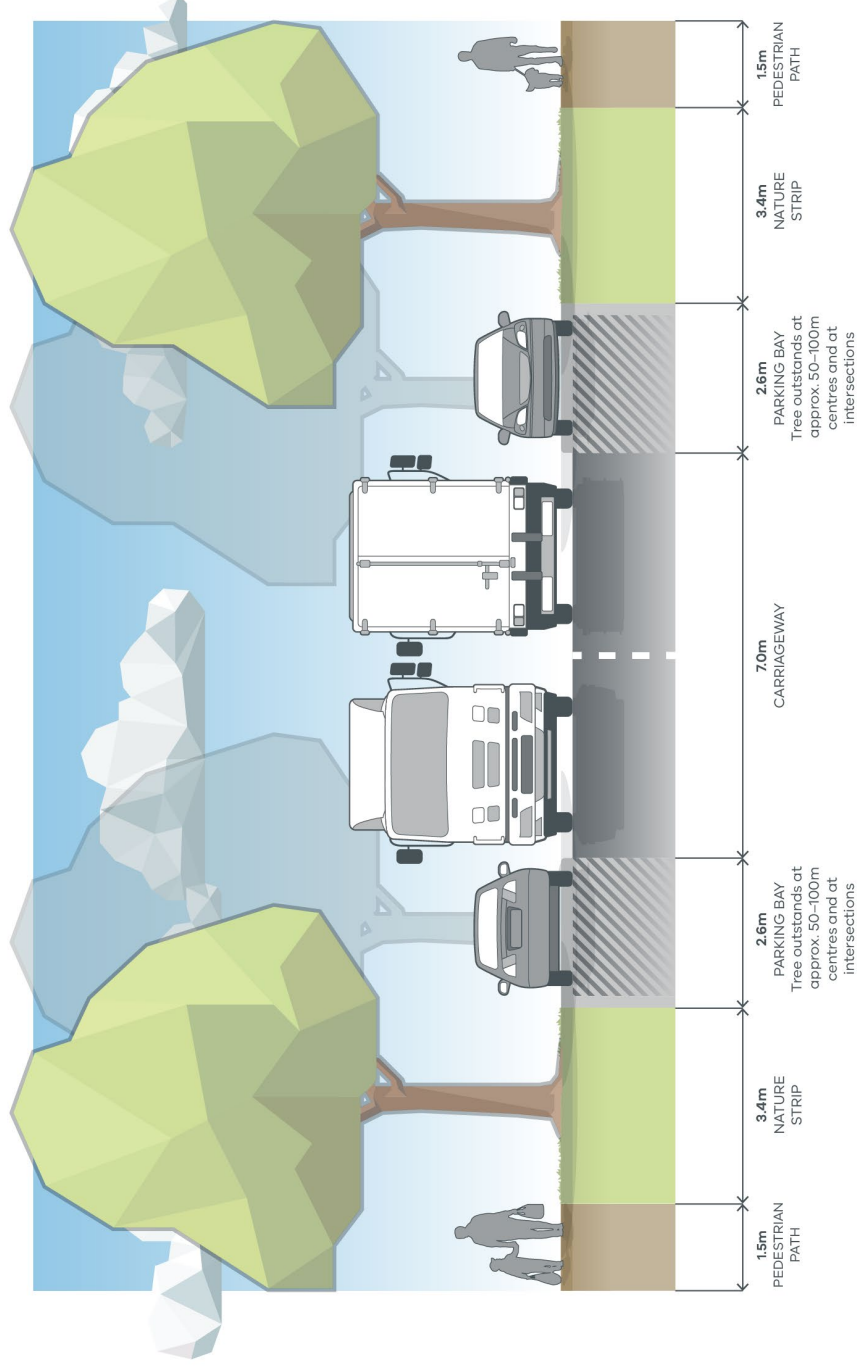 1.5m
PEDESTRIAN
PATH
3.4m
NATURE
STRIP
2.6m
PARKING BAY
Tree outstands at
approx. 50–100m
centres and at
intersections
7.0m
CARRIAGEWAY
2.6m
PARKING BAY
Tree outstands at
approx. 50–100m
centres and at
intersections
3.4m
NATURE
STRIP
1.5m
PEDESTRIAN
PATH